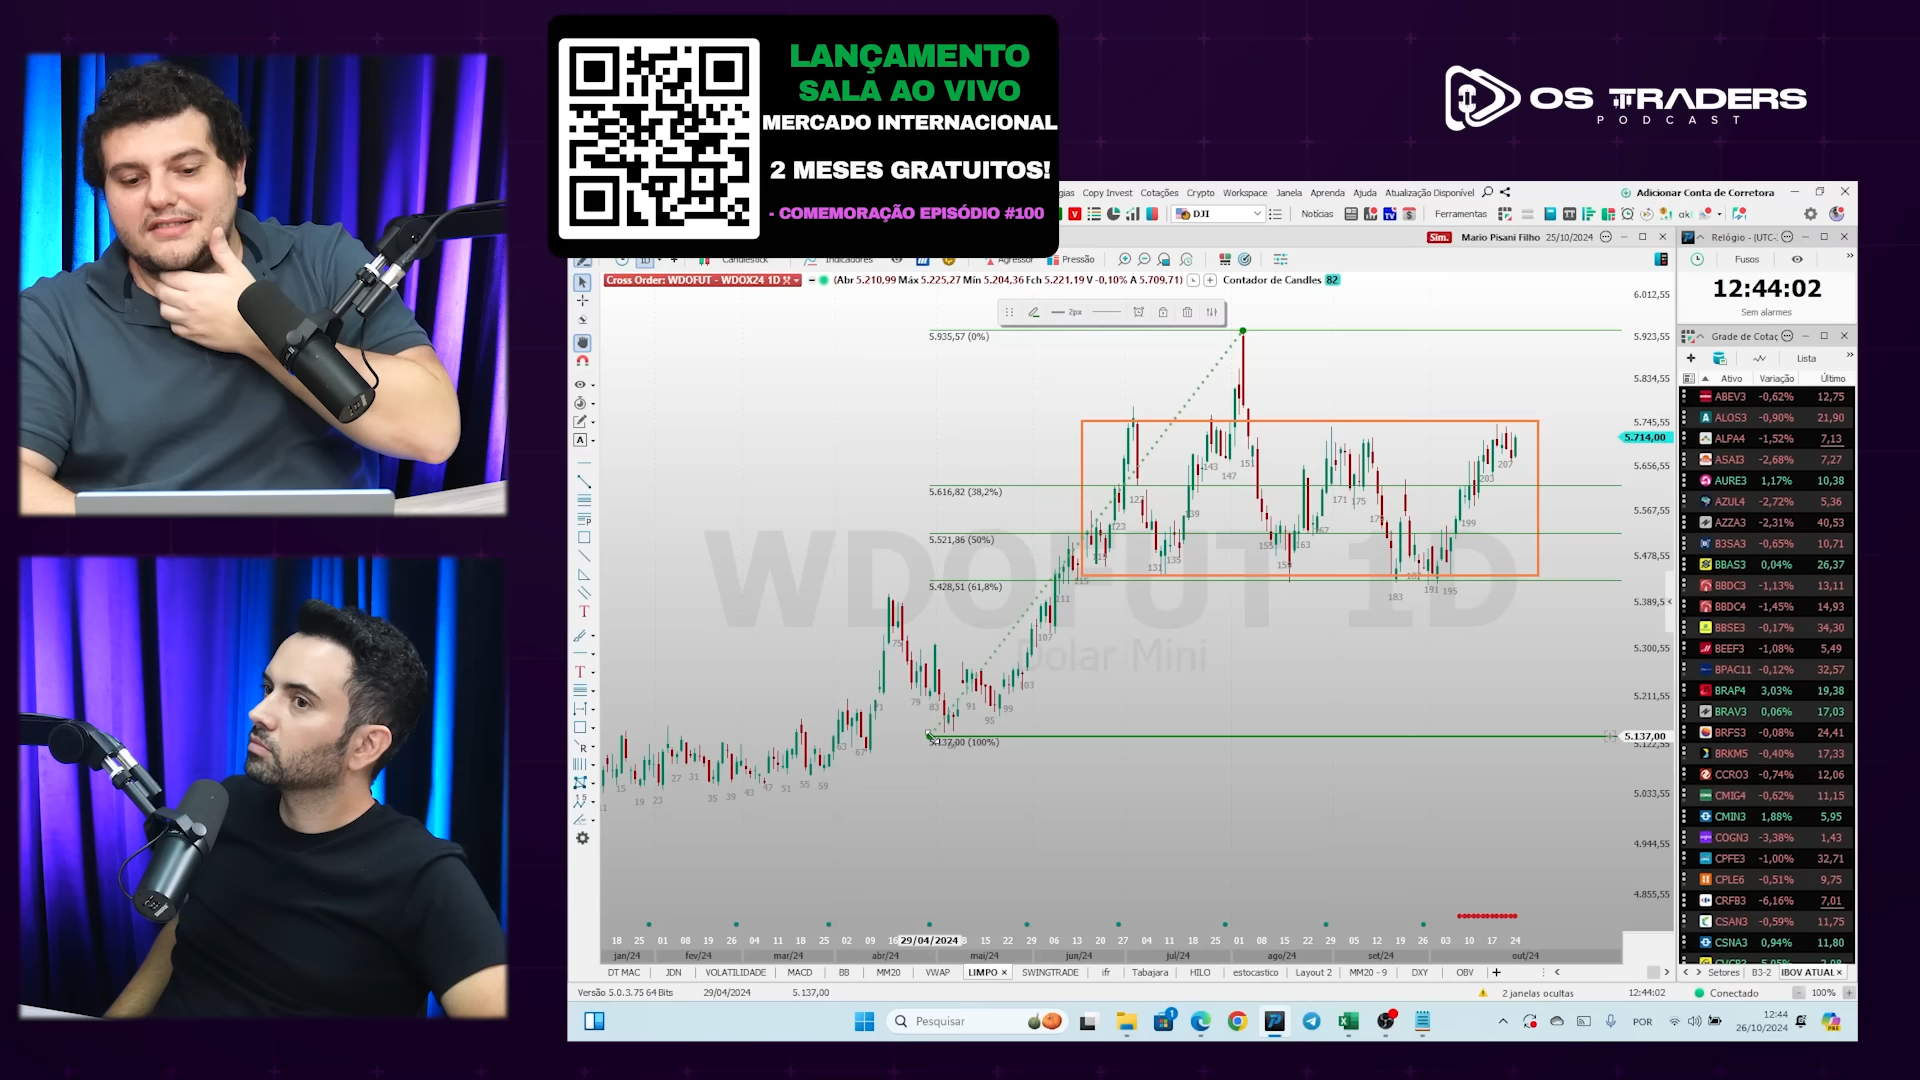 LANÇAMENTO
SALA AO VIVO
MERCADO INTERNACIONAL
2 MESES GRATUITOS!
- COMEMORAÇÃO EPISÓDIO #100
OS TRADERS
PODCAST
Copy Invest Cotações Crypto Workspace Janela Aprenda Ajuda Atualização Disponível
Adicionar Conta de Corretora
DJI
Notícias
Ferramentas
Sim. Mario Pisani Filho 25/10/2024
Relógio - (UTC-
Pressão
Fusos
Cross Order: WDOFUT - WDOX24 1D
(Abr 5.210,99 Máx 5.225,27 Mín 5.204,36 Fch 5.221,19 V -0,10% A 5.709,71)
Contador de Candles 82
12:44:02
Sem alarmes
2px
Grade de Cotaç
Lista
Ativo Variação Último
ABEV3 -0,62% 12,75
ALOS3 -0,90% 21,90
ALPA4 -1,52% 7,13
ASAI3 -2,68% 7,27
AURE3 1,17% 10,38
AZUL4 -2,72% 5,36
AZZA3 -2,31% 40,53
B3SA3 -0,65% 10,71
BBAS3 0,04% 26,37
BBDC3 -1,13% 13,11
BBDC4 -1,45% 14,93
BBSE3 -0,17% 34,30
BEEF3 -1,08% 5,49
BPAC11 -0,12% 32,57
BRAP4 3,03% 19,38
BRAV3 0,06% 17,03
BRFS3 -0,08% 24,41
BRKM5 -0,40% 17,33
CCRO3 -0,74% 12,06
CMIG4 -0,62% 11,15
CMIN3 1,88% 5,95
COGN3 -3,38% 1,43
CPFE3 -1,00% 32,71
CPLE6 -0,51% 9,75
CRFB3 -6,16% 7,01
CSAN3 -0,59% 11,75
CSNA3 0,94% 11,80
6.012,55
5.923,55
5.834,55
5.745,55
5.714,00
5.656,55
5.567,55
5.478,55
5.300,55
5.211,55
5.137,00
5.122,55
5.033,55
4.944,55
4.855,55
5.935,57 (0%)
5.616,82 (38,2%)
5.521,86 (50%)
5.428,51 (61,8%)
5.137,00 (100%)
WDOFUT 1D
Dolar Mini
29/04/2024
jan/24 fev/24 mar/24 abr/24 mai/24 jun/24 jul/24 ago/24 set/24 out/24
DT MAC JDN VOLATILIDADE MACD BB MM20 VWAP LIMPO SWINGTRADE ifr Tabajara HILO estocastico Layout 2 MM20 - 9 DXY OBV
Setores B3-2 IBOV ATUAL
Versão 5.0.3.75 64 Bits 29/04/2024 5.137,00
2 janelas ocultas 12:44:02 Conectado 100%
Pesquisar
POR
12:44
26/10/2024